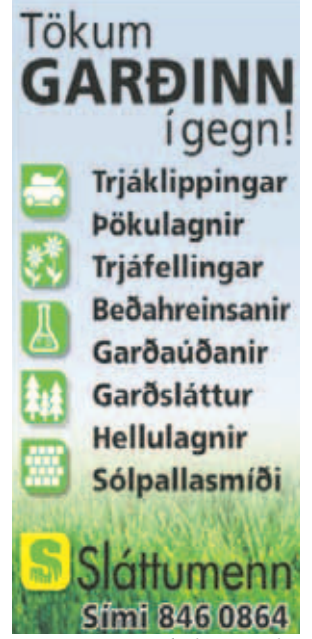 Tökum
GARÐINN
í gegn!
Trjáklippingar
Þökulagnir
Trjáfellingar
Beðahreinsanir
Garðaúðanir
Garðsláttur
Hellulagnir
Sólpallasmíði
S Sláttumenn
Sími 846 0864